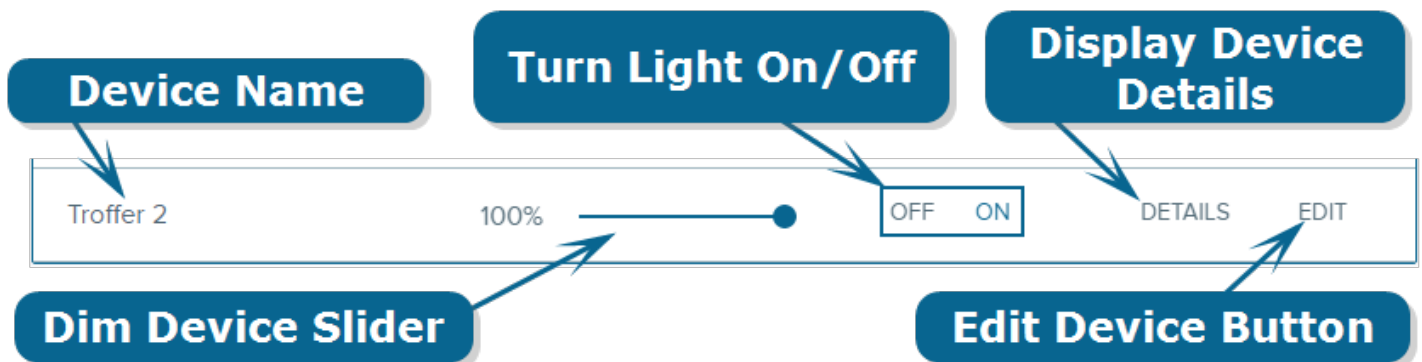 Device Name
Turn Light On/Off
Display Device
Details
Troffer 2
100%
OFF ON
DETAILS
EDIT
Dim Device Slider
Edit Device Button